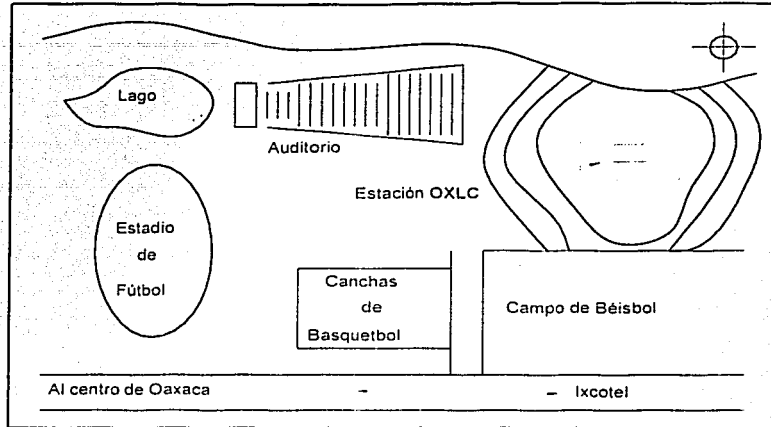 Lago
Auditorio
Estación OXLC
Estadio
de
Fútbol
Canchas
de
Basquetbol
Campo de Béisbol
Al centro de Oaxaca
Ixcotel